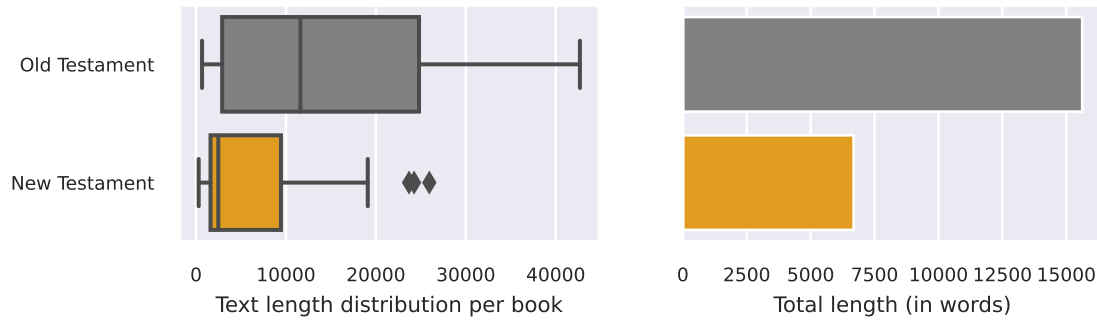 Old Testament
New Testament
0 10000 20000 30000 40000
Text length distribution per book
0 2500 5000 7500 10000 12500 15000
Total length (in words)